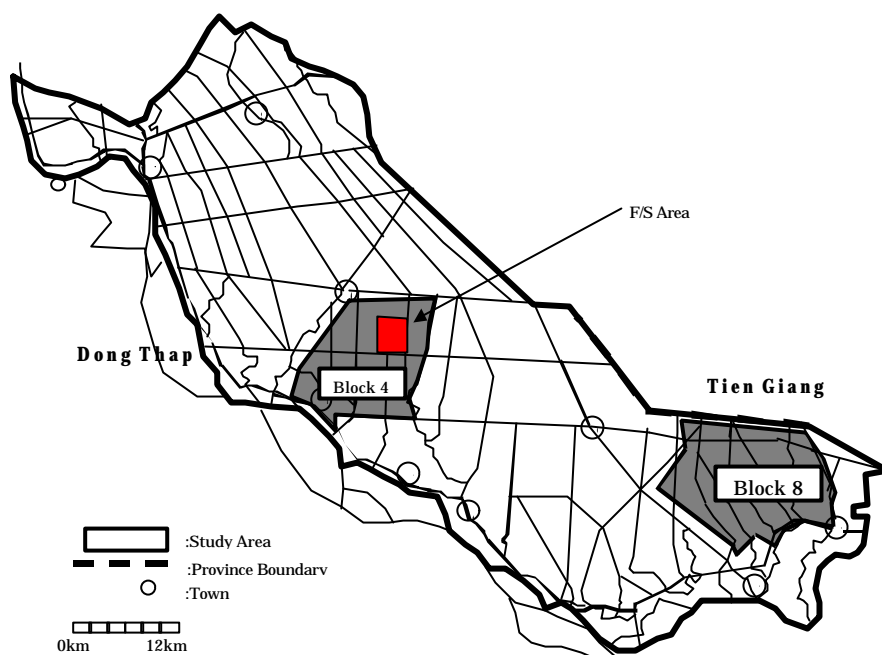 F/S Area
Dong Thap
Tien Giang
Block 4
Block 8
:Study Area
:Province Boundary
:Town
0km 12km